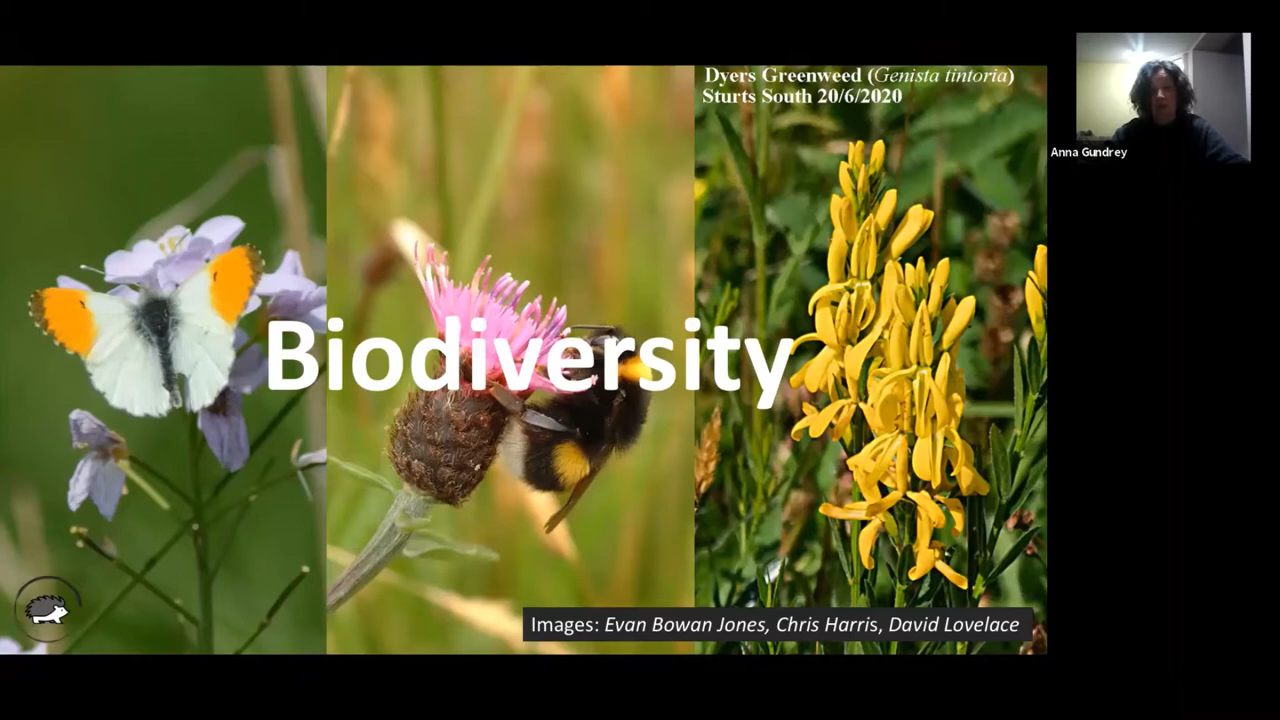 Dyers Greenweed (Genista tintoria)
Sturts South 20/6/2020
Anna Gundrey
Biodiversity
Images: Evan Bowan Jones, Chris Harris, David Lovelace